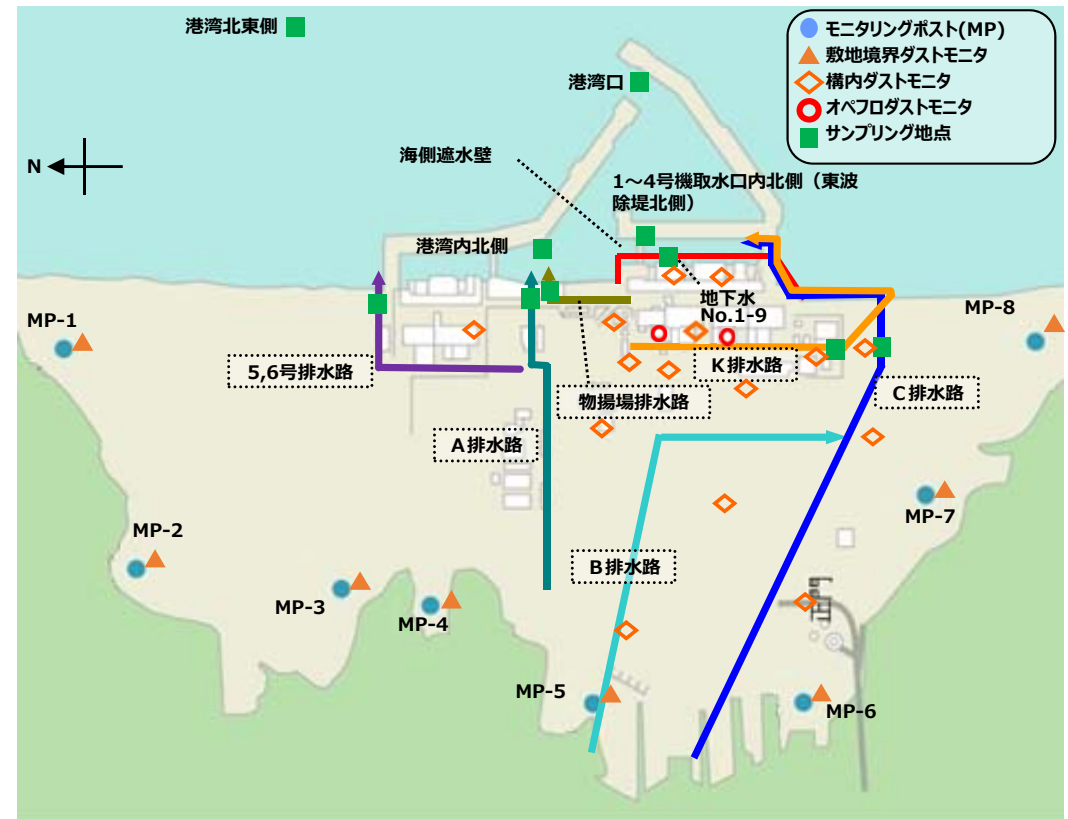 港湾北東側
モニタリングポスト(MP)
敷地境界ダストモニタ
構内ダストモニタ
オペフロダストモニタ
サンプリング地点
港湾口
N
海側遮水壁
1～4号機取水口内北側（東波
除堤北側）
港湾内北側
地下水
No.1-9
MP-1
MP-8
5,6号排水路
K排水路
物揚場排水路
C排水路
A排水路
MP-7
MP-2
B排水路
MP-3
MP-4
MP-5
MP-6